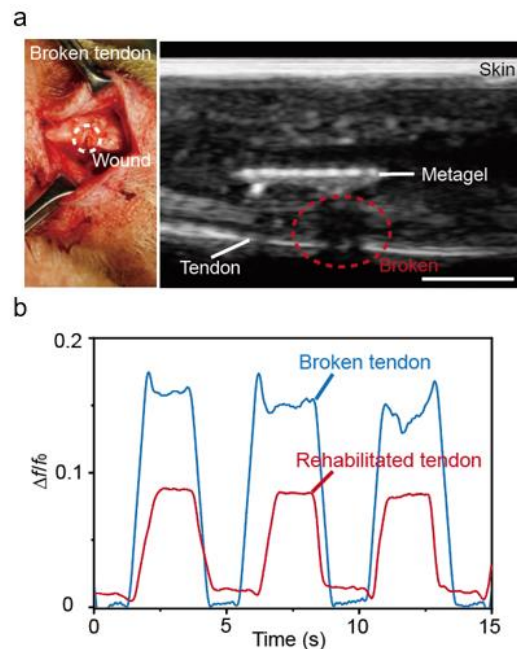 a
Broken tendon
Wound
Skin
Metagel
Tendon
Broken
b
0.2
Broken tendon
Rehabilitated tendon
0.1
0
Δf/f₀
0
5
10
15
Time (s)